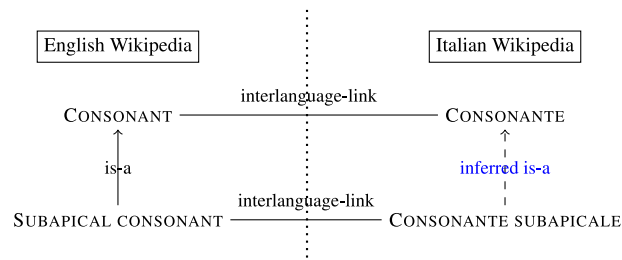 English Wikipedia
Italian Wikipedia
interlanguage-link
CONSONANT
CONSONANTE
is-a
inferred is-a
interlanguage-link
SUBAPICAL CONSONANT
CONSONANTE SUBAPICALE